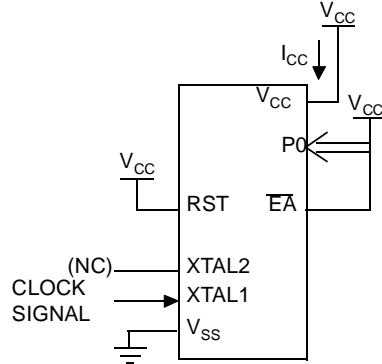 VCC
ICC
VCC
VCC
P0
VCC
RST
EA
(NC)
XTAL2
CLOCK
SIGNAL
XTAL1
VSS